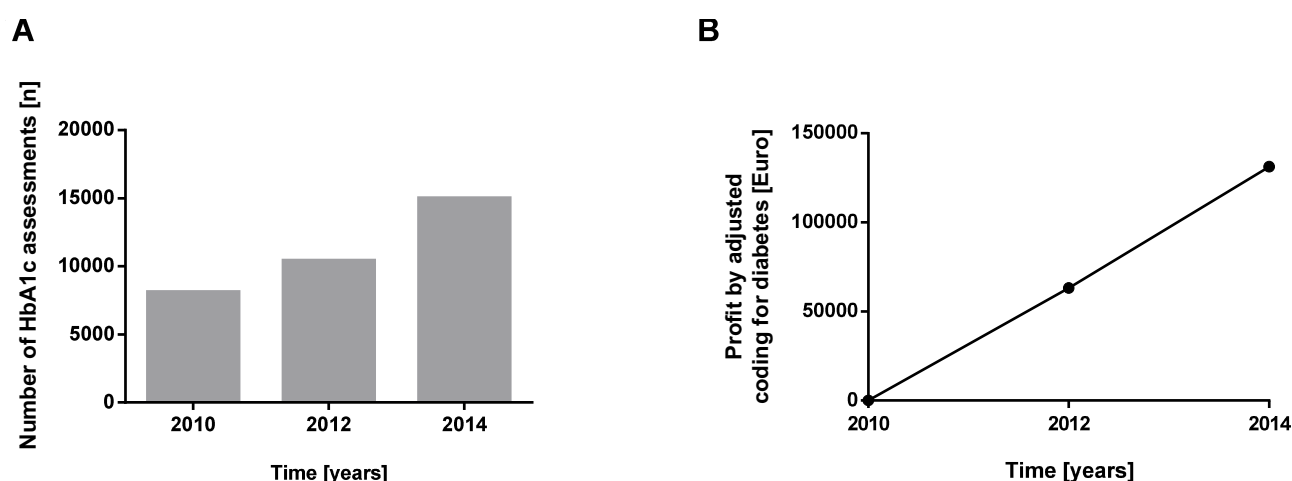 A
Number of HbA1c assessments [n]
20000
15000
10000
5000
0
2010 2012 2014
Time [years]
B
Profit by adjusted
coding for diabetes [Euro]
150000
100000
50000
0
2010 2012 2014
Time [years]